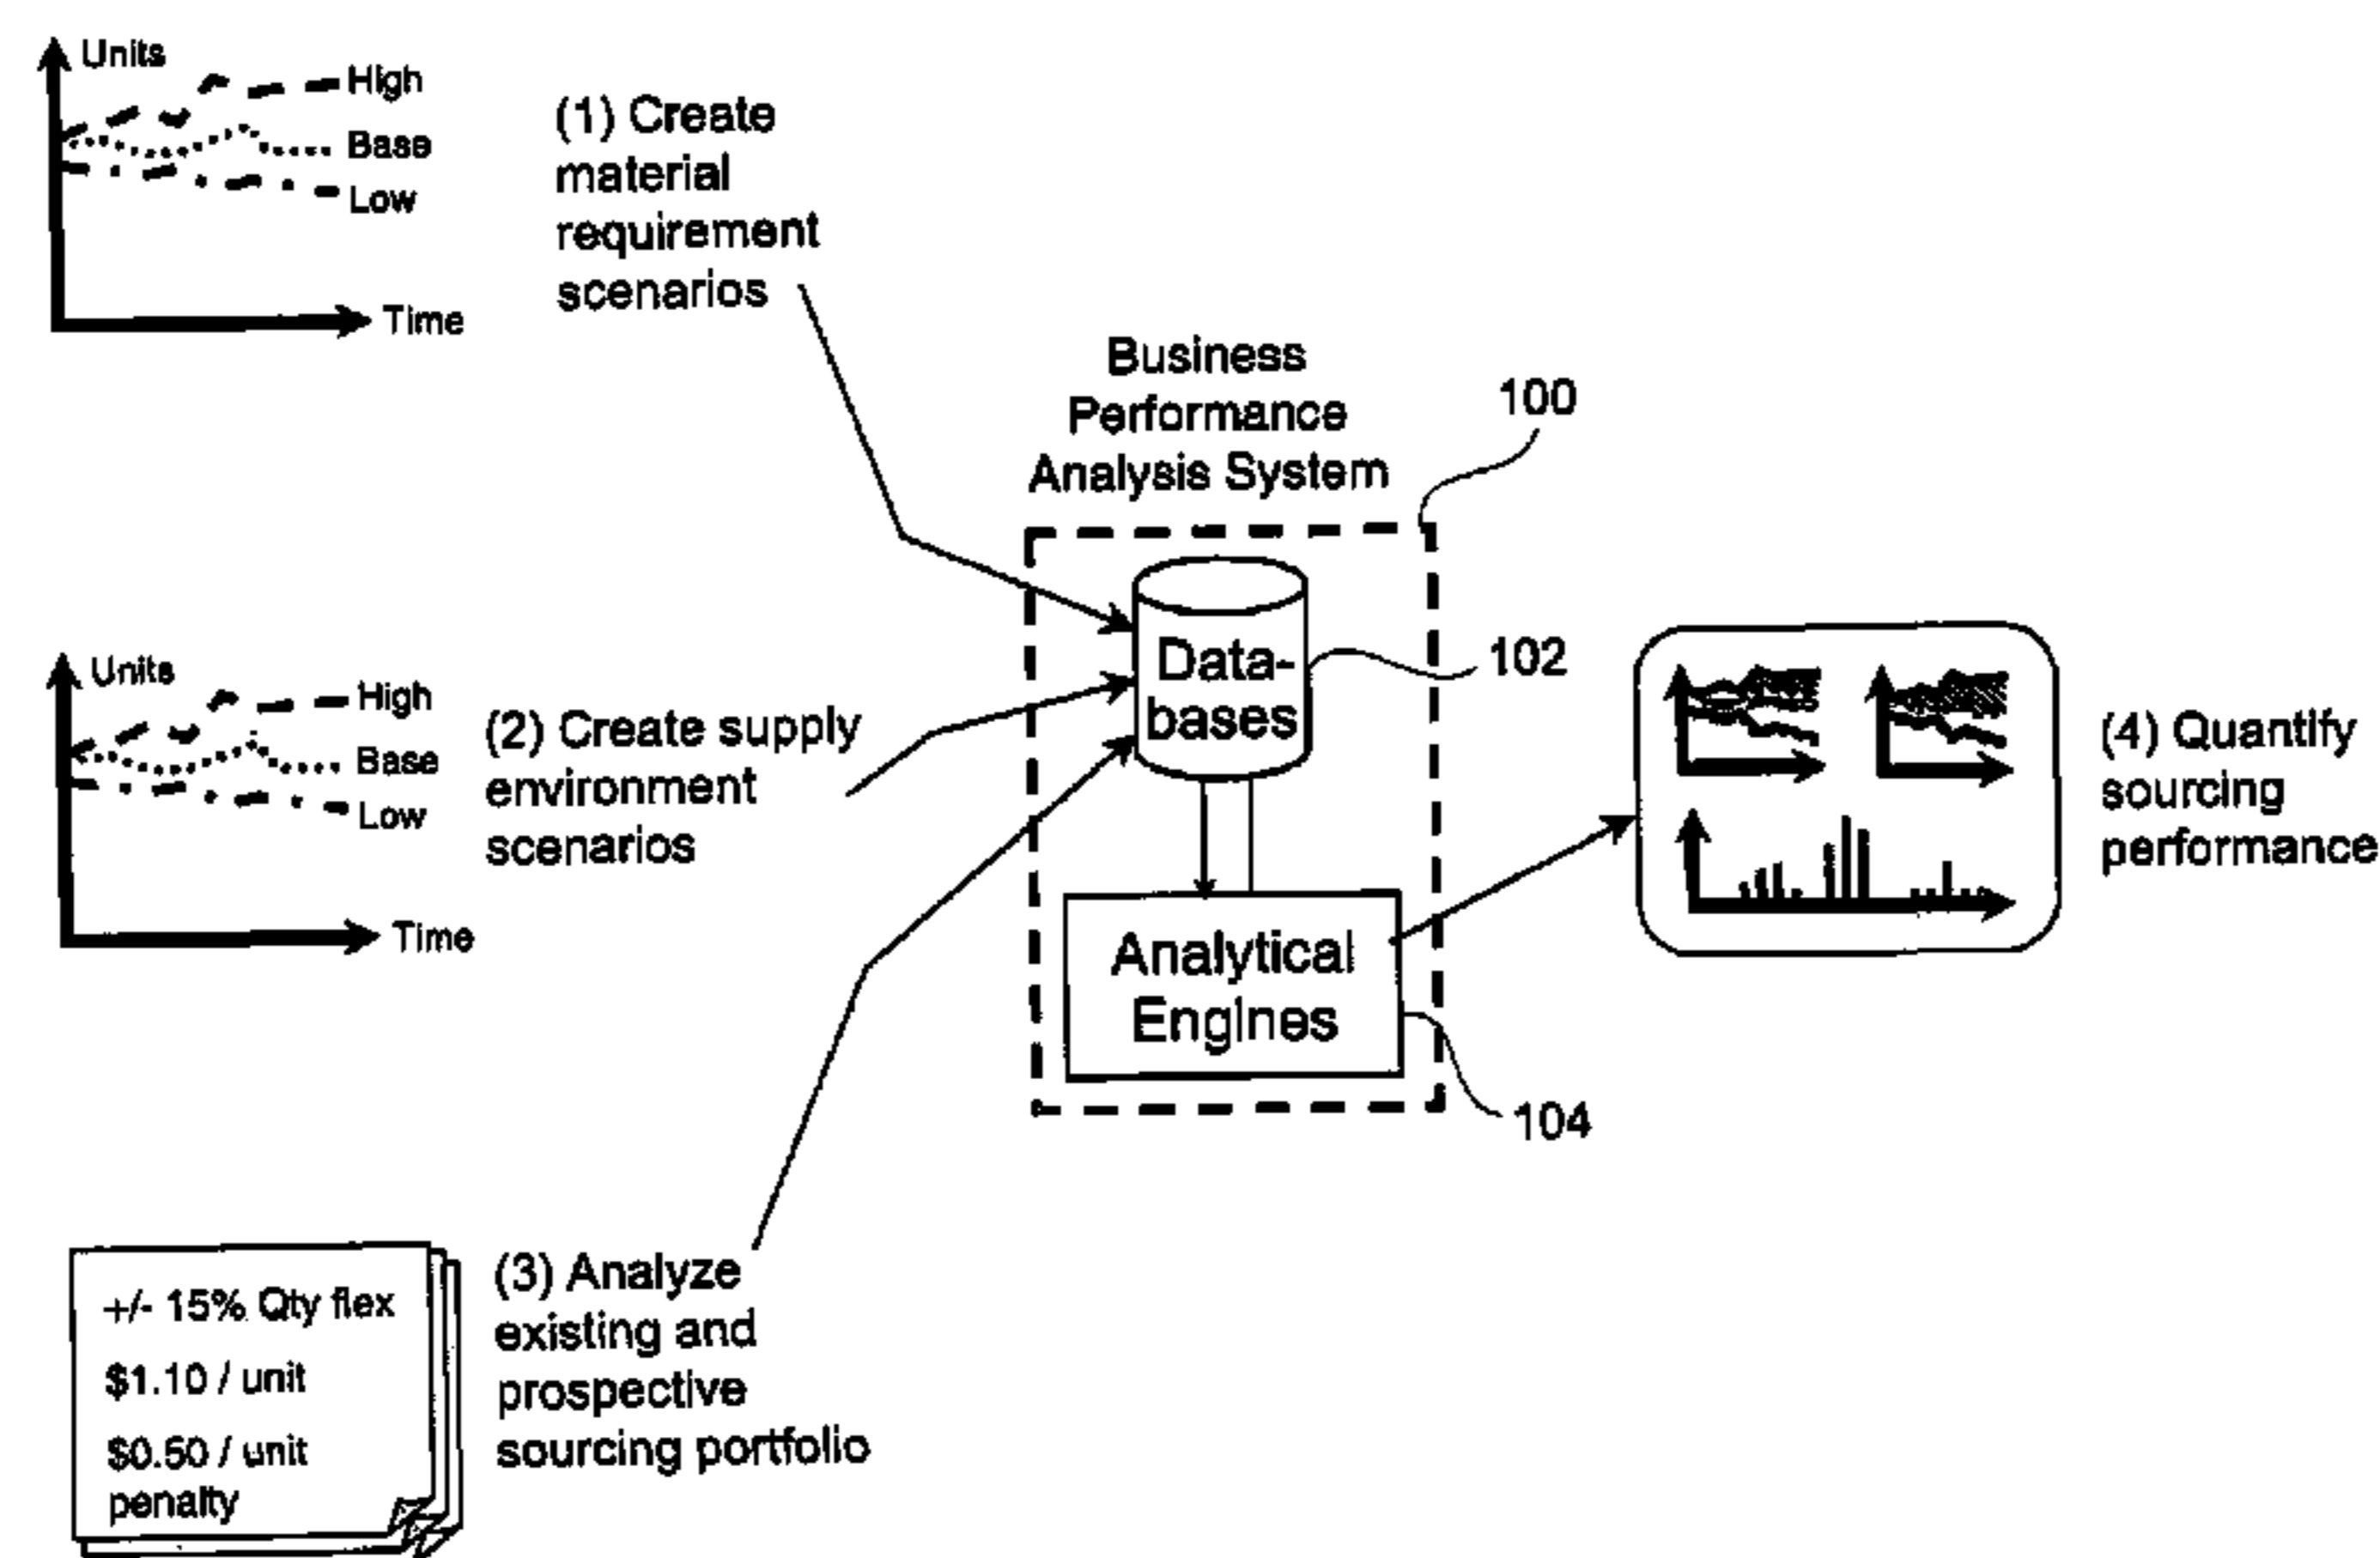 Units
High
Base
Low
Time
(1) Create
material
requirement
scenarios
Business
Performance
Analysis System
100
Data-
bases
102
Analytical
Engines
104
Units
High
Base
Low
Time
(2) Create supply
environment
scenarios
(4) Quantify
sourcing
performance
+/- 15% Qty flex
$1.10 / unit
$0.50 / unit
penalty
(3) Analyze
existing and
prospective
sourcing portfolio